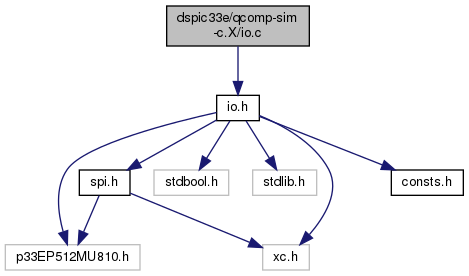 dspic33e/qcomp-sim
-c.X/io.c
io.h
spi.h
stdbool.h
stdlib.h
consts.h
p33EP512MU810.h
xc.h